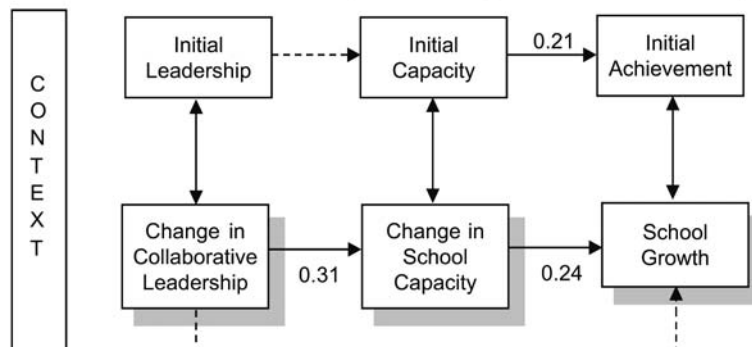 CONTEXT
Initial
Leadership
Initial
Capacity
0.21
Initial
Achievement
Change in
Collaborative
Leadership
0.31
Change in
School
Capacity
0.24
School
Growth